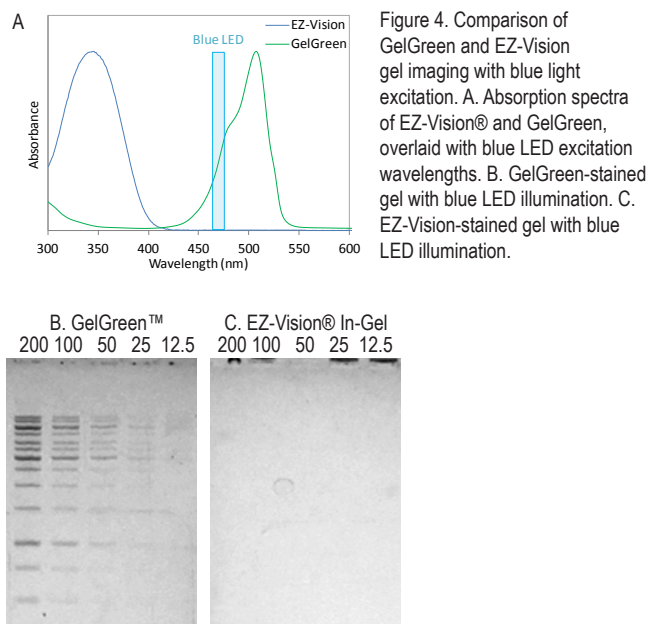 A
EZ-Vision
GelGreen
Blue LED
Absorbance
300 350 400 450 500 550 600
Wavelength (nm)
Figure 4. Comparison of
GelGreen and EZ-Vision
gel imaging with blue light
excitation. A. Absorption spectra
of EZ-Vision® and GelGreen,
overlaid with blue LED excitation
wavelengths. B. GelGreen-stained
gel with blue LED illumination. C.
EZ-Vision-stained gel with blue
LED illumination.
B. GelGreen™
200 100 50 25 12.5
C. EZ-Vision® In-Gel
200 100 50 25 12.5